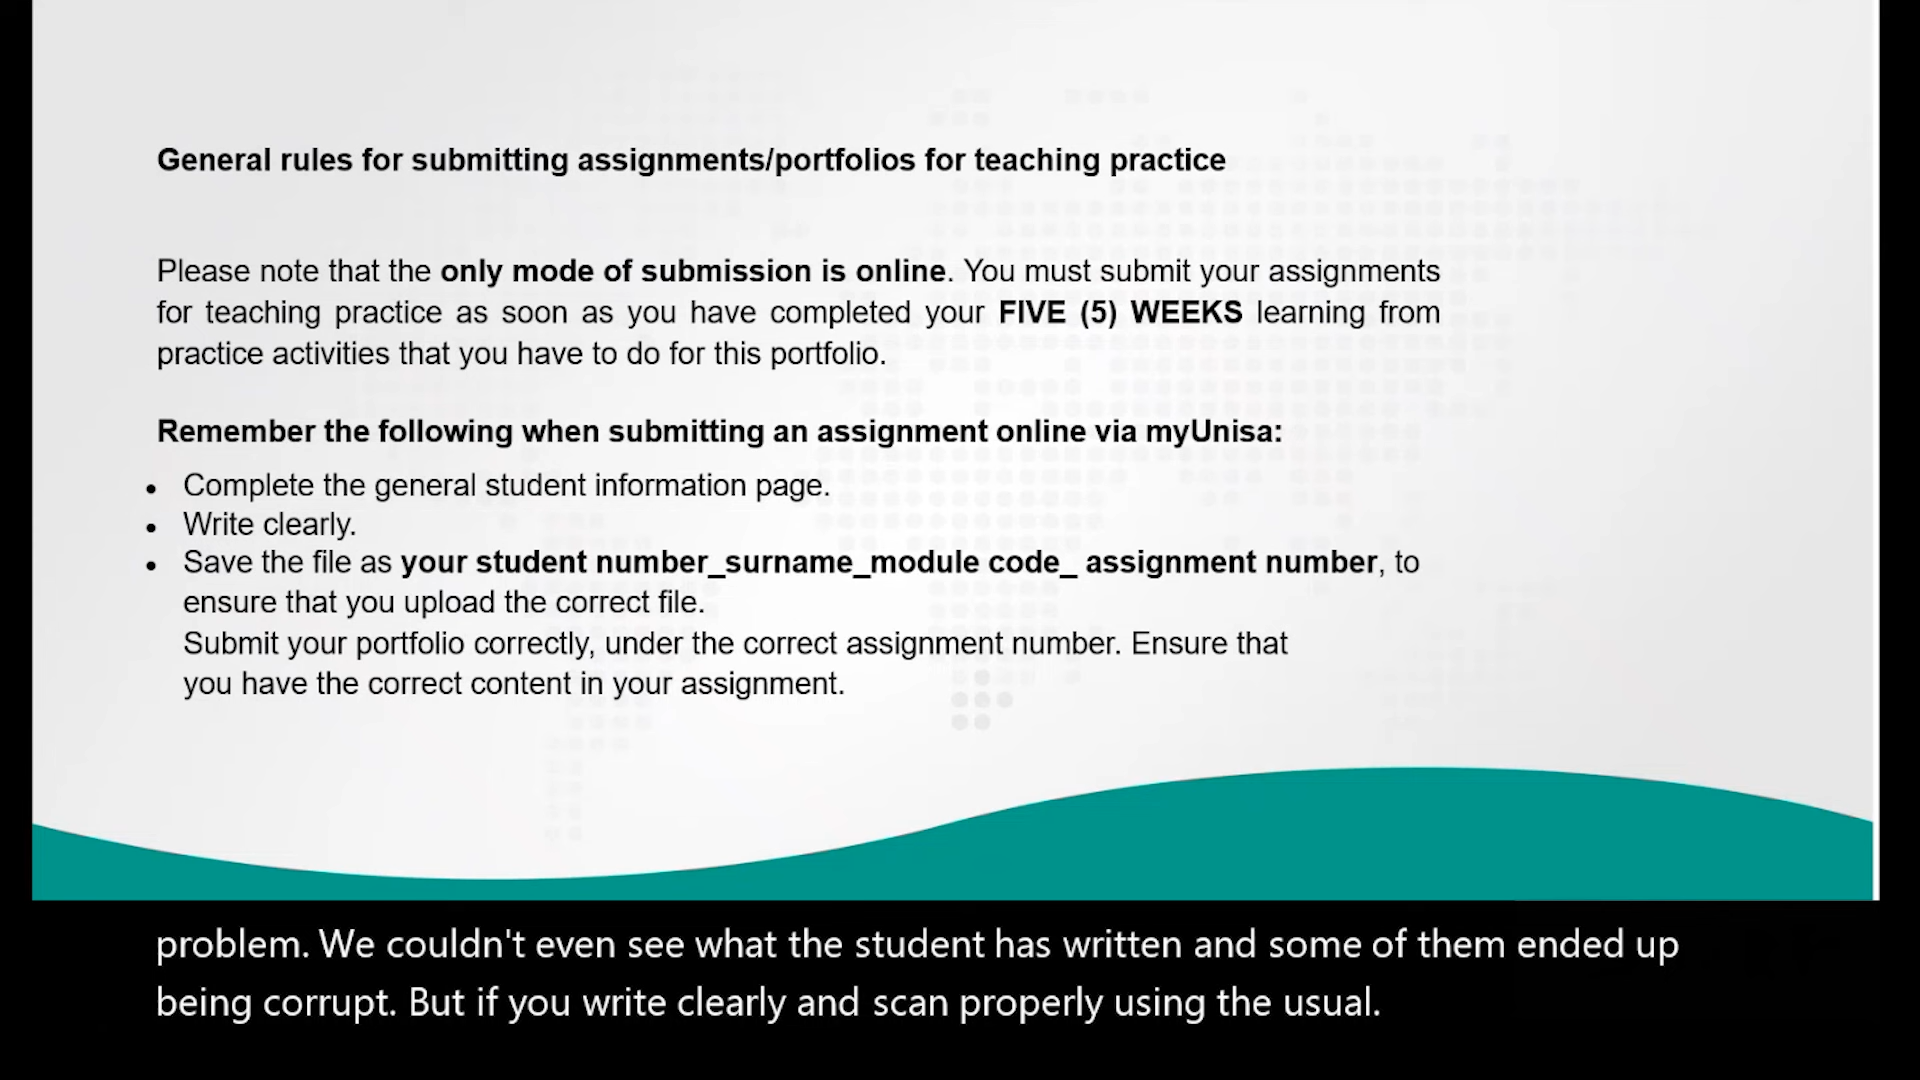 General rules for submitting assignments/portfolios for teaching practice
Please note that the only mode of submission is online. You must submit your assignments
for teaching practice as soon as you have completed your FIVE (5) WEEKS learning from
practice activities that you have to do for this portfolio.
Remember the following when submitting an assignment online via myUnisa:
• Complete the general student information page.
• Write clearly.
• Save the file as your student number_surname_module code_ assignment number, to
ensure that you upload the correct file.
Submit your portfolio correctly, under the correct assignment number. Ensure that
you have the correct content in your assignment.
problem. We couldn't even see what the student has written and some of them ended up
being corrupt. But if you write clearly and scan properly using the usual.